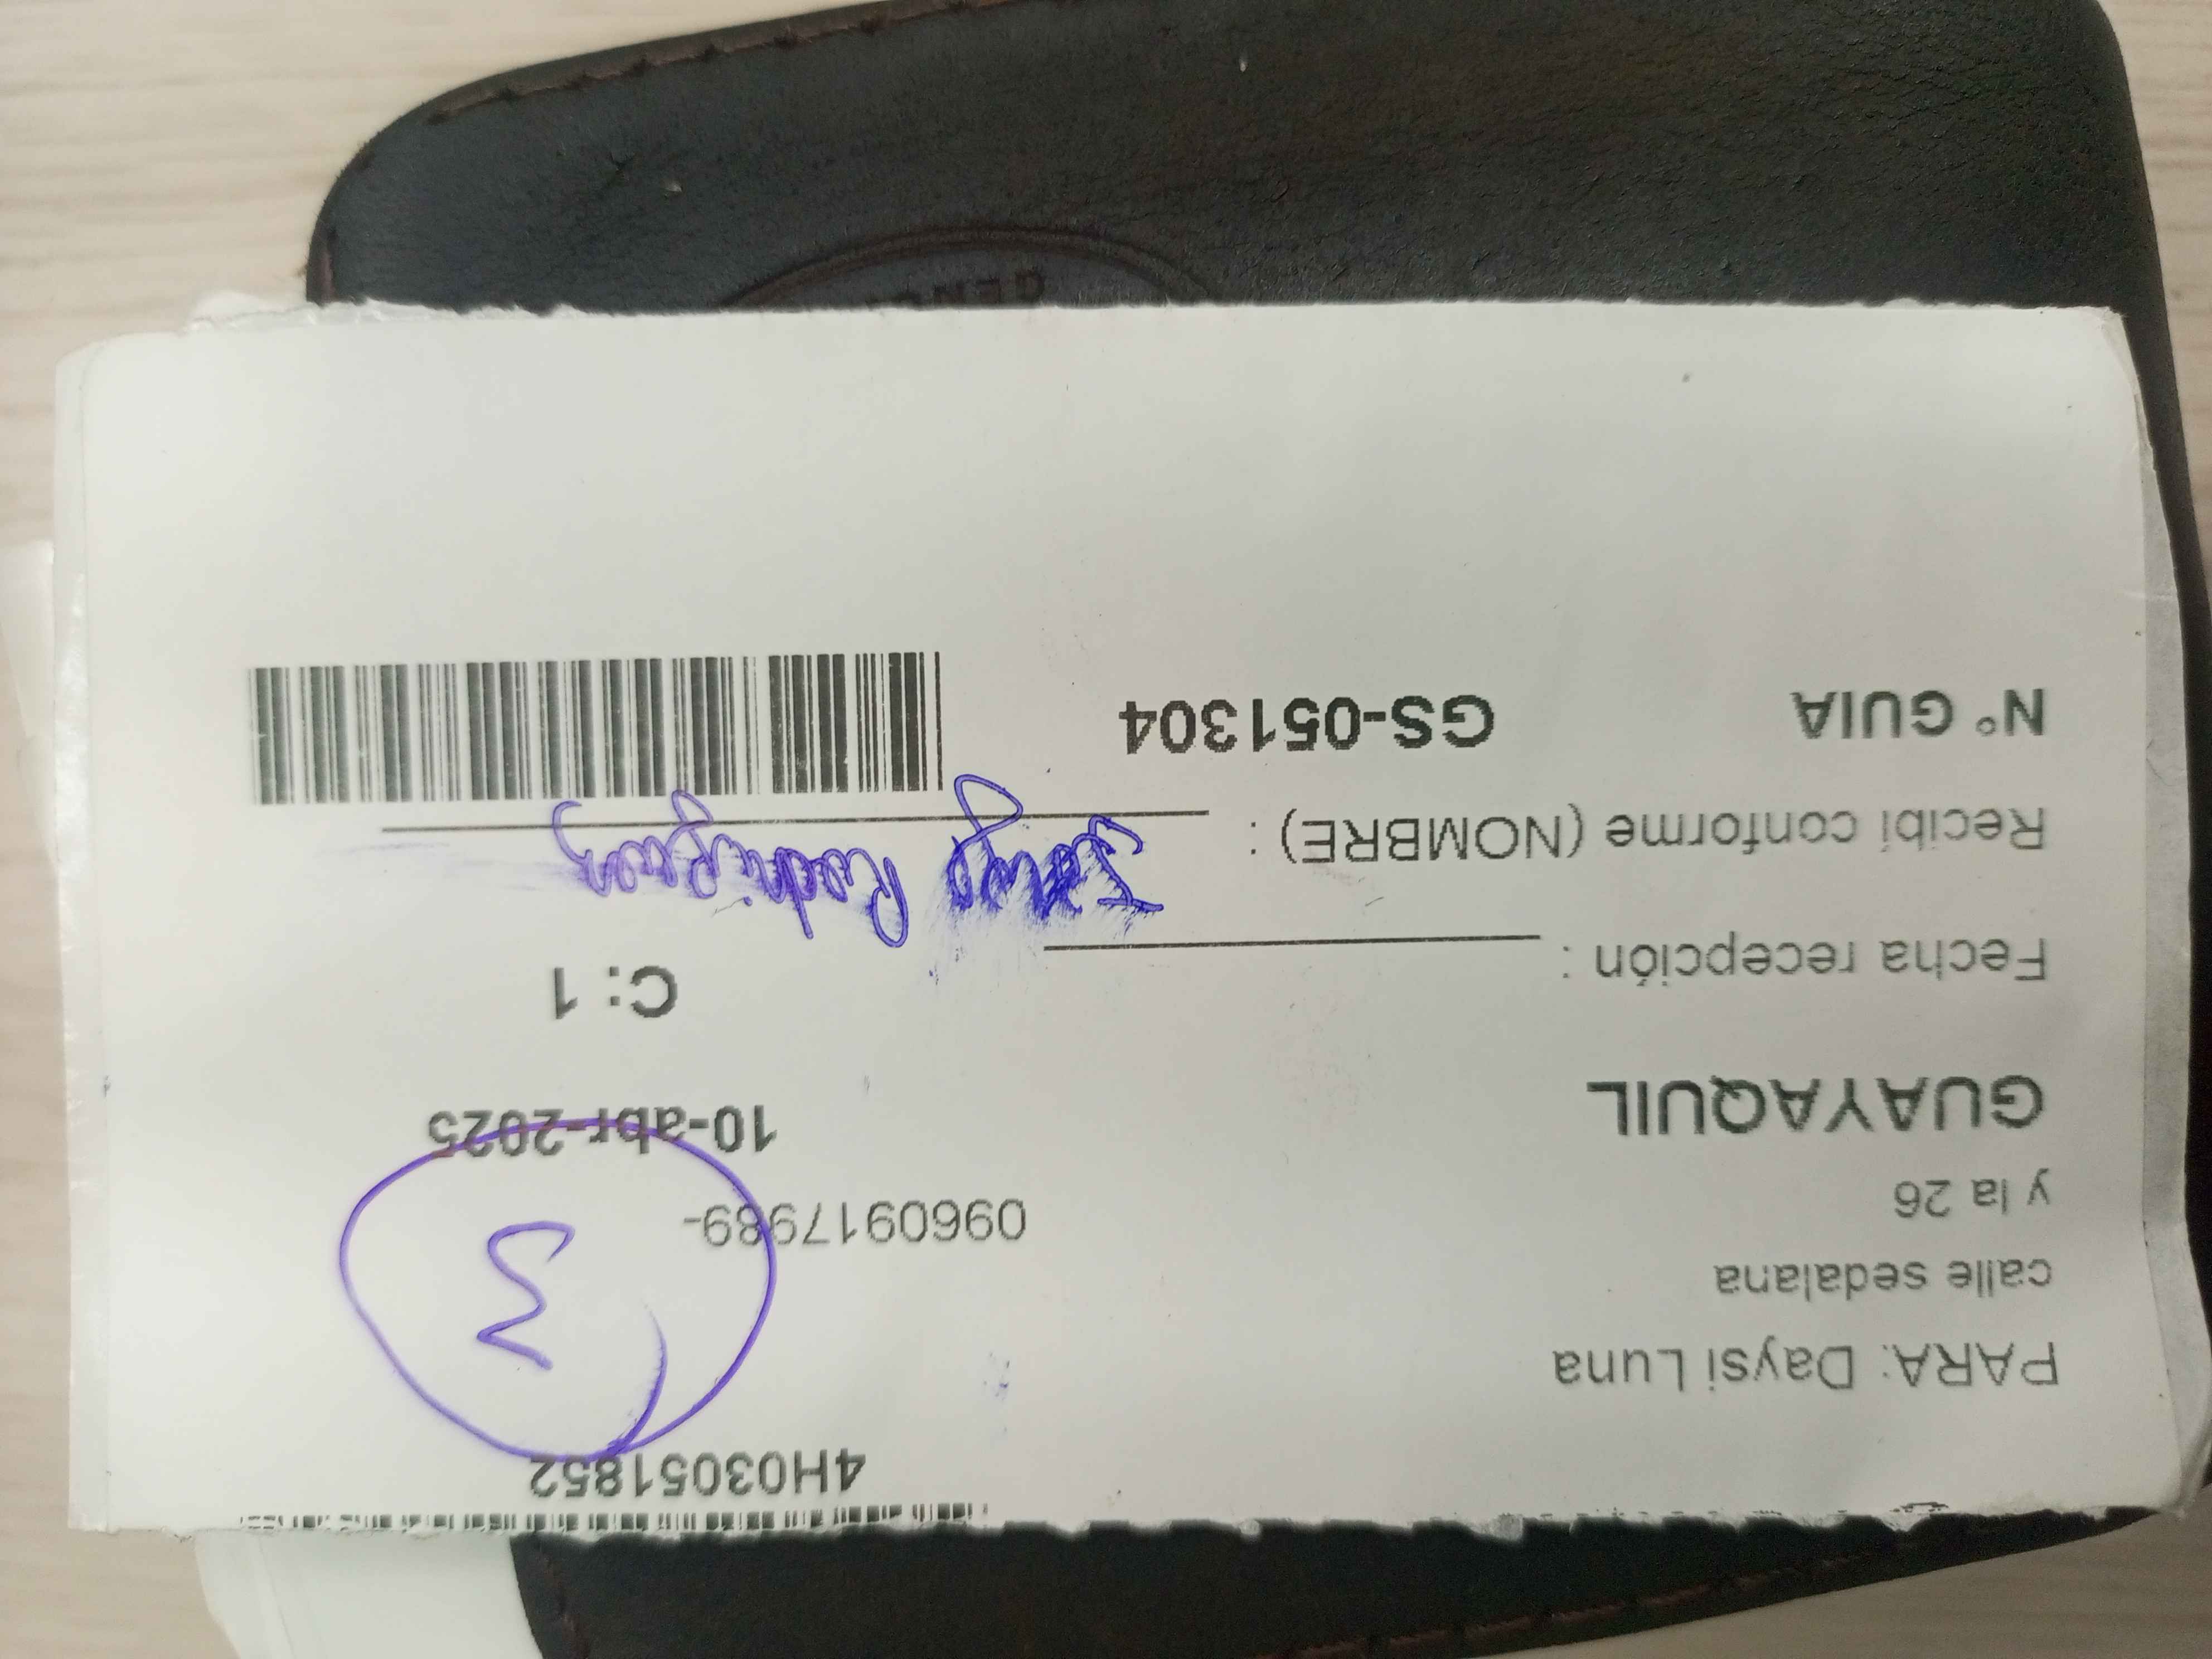 4H03051852
PARA: Daysi Luna
calle sedalana
y la 26
0960917989-
3
GUAYAQUIL
10-abr-2025
C: 1
Fecha recepción :
Recibí conforme (NOMBRE) : Rodriguez
N° GUIA GS-051304